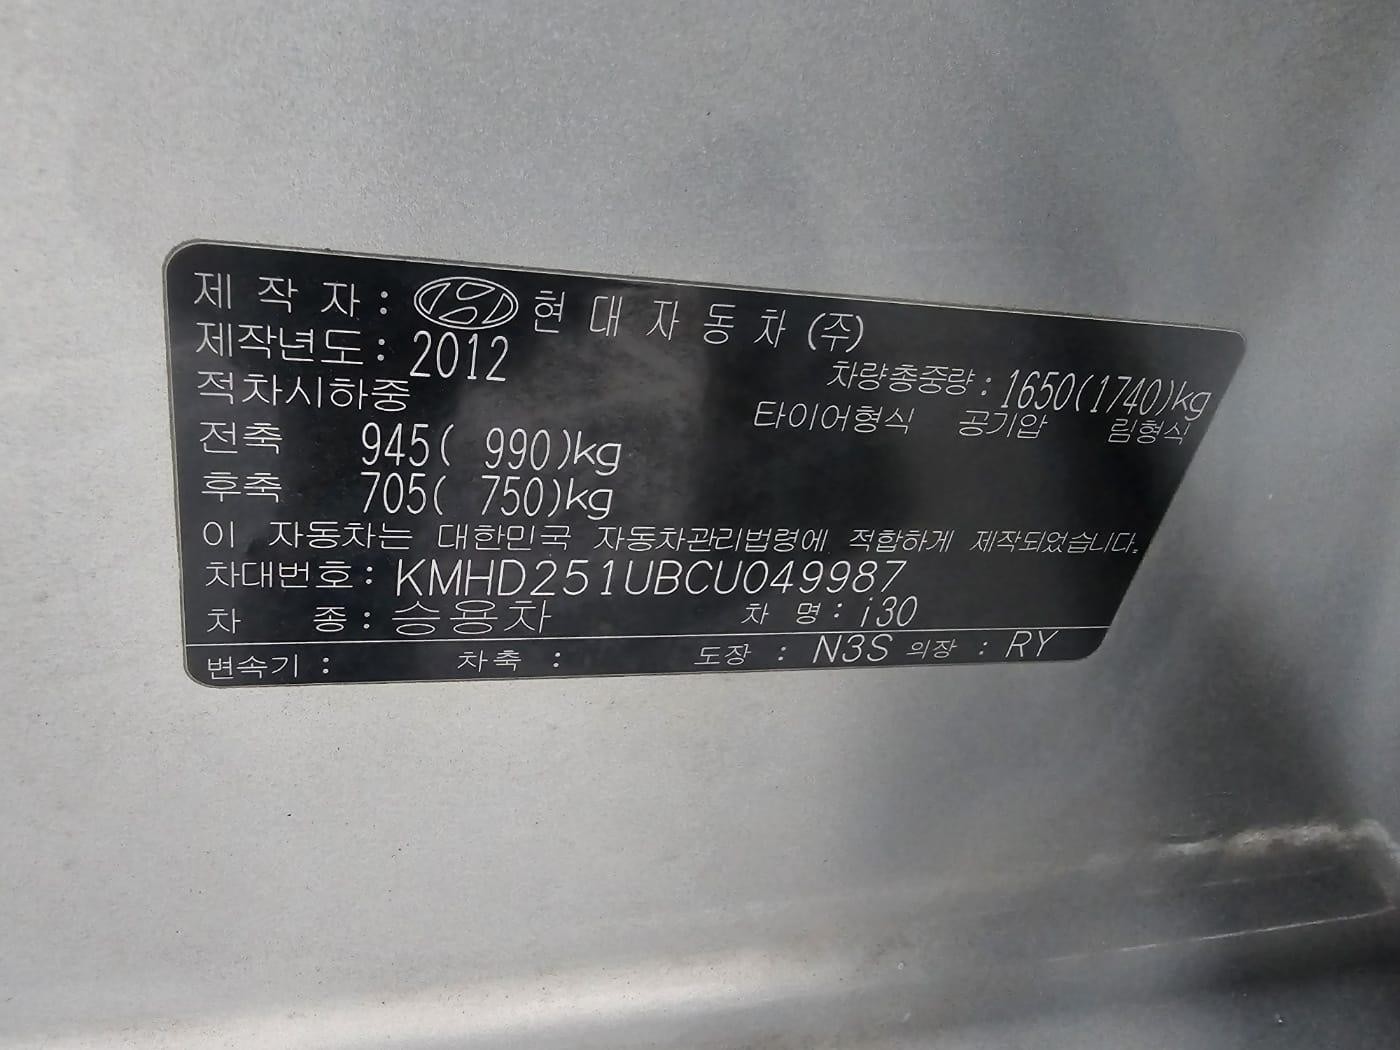 제 작 자 : 현 대 자 동 차 (주)
제작년도 : 2012
차량총중량 : 1650(1740)kg
적차시하중
타이어형식 공기압 림형식
전축 945( 990)kg
후축 705( 750)kg
이 자동차는 대한민국 자동차관리법령에 적합하게 제작되었습니다.
차대번호 : KMHD251UBCU049987
차 종 : 승용차 차 명 : i30
변속기 : 차축 : 도장 : N3S 의장 : RY